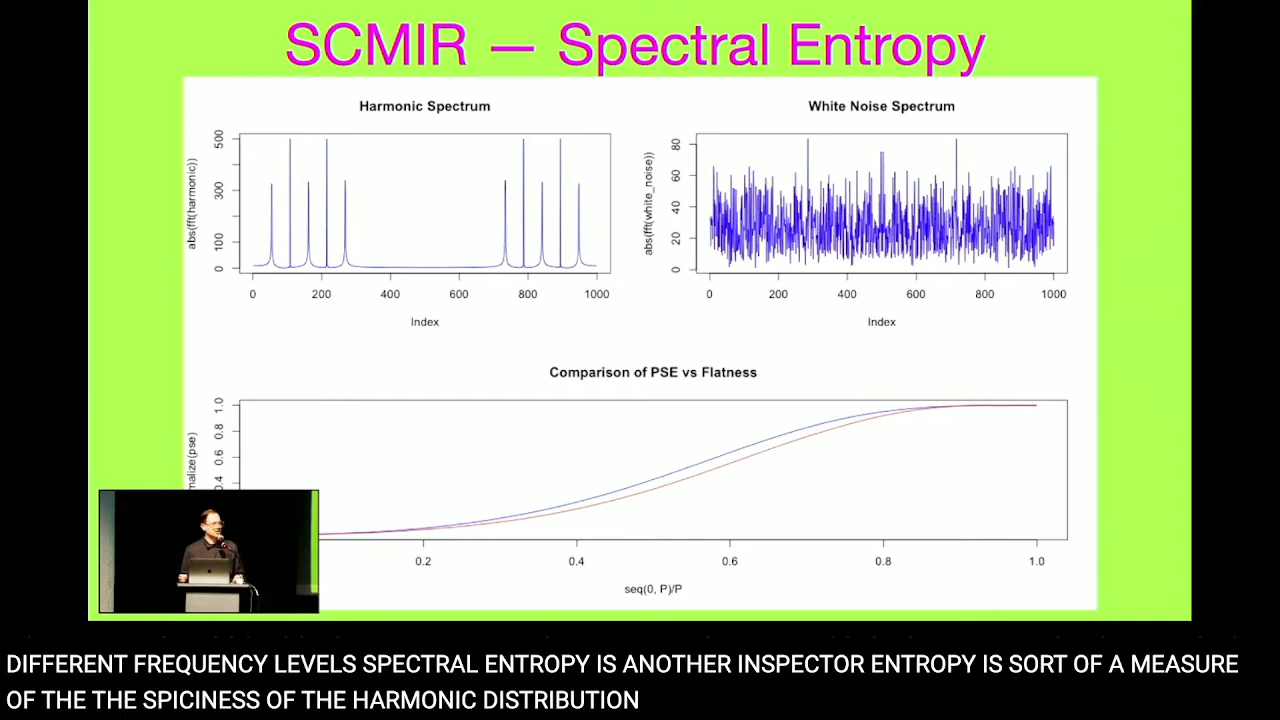 SCMIR — Spectral Entropy
Harmonic Spectrum
abs(fft(harmonic))
500
300
100
0
0 200 400 600 800 1000
Index
White Noise Spectrum
abs(fft(white_noise))
80
60
40
20
0
0 200 400 600 800 1000
Index
Comparison of PSE vs Flatness
malize(pse)
1.0
0.8
0.6
0.4
0.2 0.4 0.6 0.8 1.0
seq(0, P)/P
DIFFERENT FREQUENCY LEVELS SPECTRAL ENTROPY IS ANOTHER INSPECTOR ENTROPY IS SORT OF A MEASURE
OF THE THE SPICINESS OF THE HARMONIC DISTRIBUTION